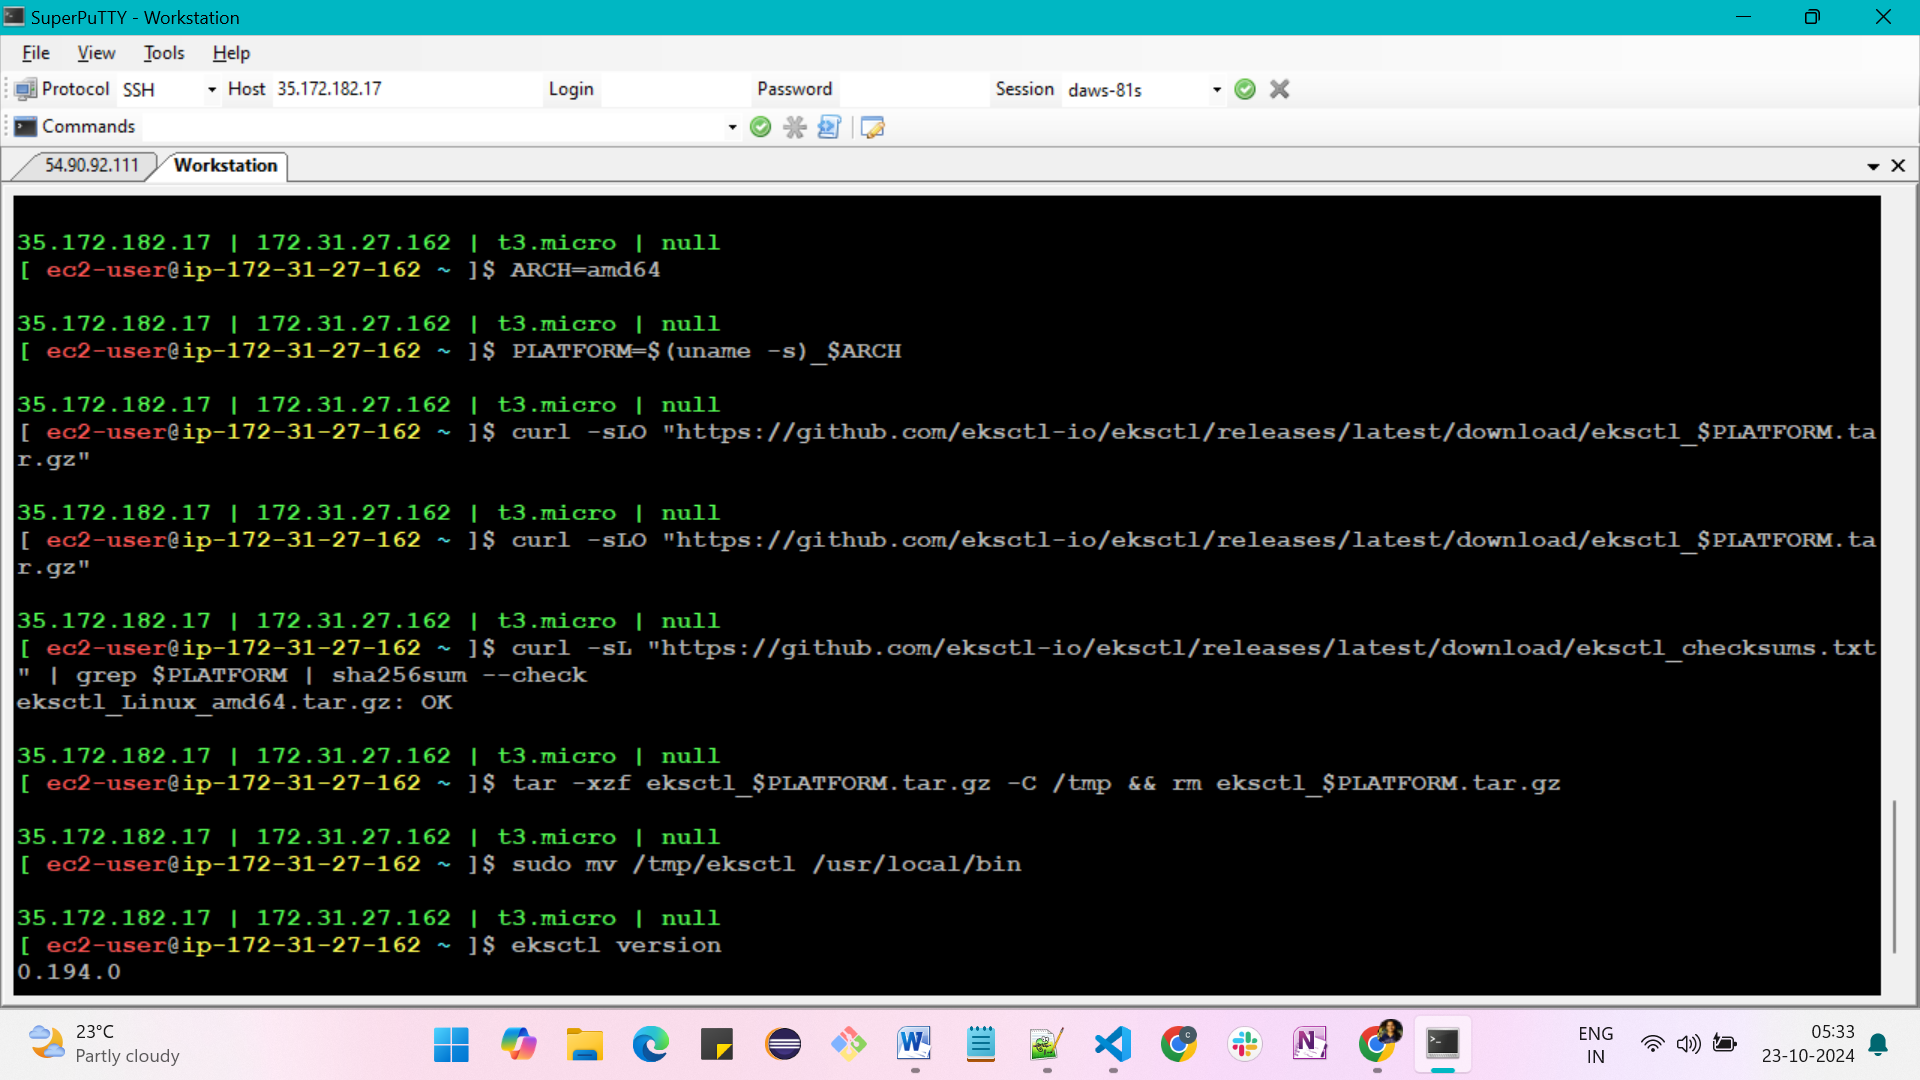 SuperPuTTY - Workstation
File View Tools Help
Protocol SSH Host 35.172.182.17 Login Password Session daws-81s
Commands
54.90.92.111 Workstation
35.172.182.17 | 172.31.27.162 | t3.micro | null
[ ec2-user@ip-172-31-27-162 ~ ]$ ARCH=amd64
35.172.182.17 | 172.31.27.162 | t3.micro | null
[ ec2-user@ip-172-31-27-162 ~ ]$ PLATFORM=$(uname -s)_$ARCH
35.172.182.17 | 172.31.27.162 | t3.micro | null
[ ec2-user@ip-172-31-27-162 ~ ]$ curl -sLO "https://github.com/eksctl-io/eksctl/releases/latest/download/eksctl_$PLATFORM.ta
r.gz"
35.172.182.17 | 172.31.27.162 | t3.micro | null
[ ec2-user@ip-172-31-27-162 ~ ]$ curl -sLO "https://github.com/eksctl-io/eksctl/releases/latest/download/eksctl_$PLATFORM.ta
r.gz"
35.172.182.17 | 172.31.27.162 | t3.micro | null
[ ec2-user@ip-172-31-27-162 ~ ]$ curl -sL "https://github.com/eksctl-io/eksctl/releases/latest/download/eksctl_checksums.txt
" | grep $PLATFORM | sha256sum --check
eksctl_Linux_amd64.tar.gz: OK
35.172.182.17 | 172.31.27.162 | t3.micro | null
[ ec2-user@ip-172-31-27-162 ~ ]$ tar -xzf eksctl_$PLATFORM.tar.gz -C /tmp && rm eksctl_$PLATFORM.tar.gz
35.172.182.17 | 172.31.27.162 | t3.micro | null
[ ec2-user@ip-172-31-27-162 ~ ]$ sudo mv /tmp/eksctl /usr/local/bin
35.172.182.17 | 172.31.27.162 | t3.micro | null
[ ec2-user@ip-172-31-27-162 ~ ]$ eksctl version
0.194.0
23°C
Partly cloudy
ENG
IN
05:33
23-10-2024